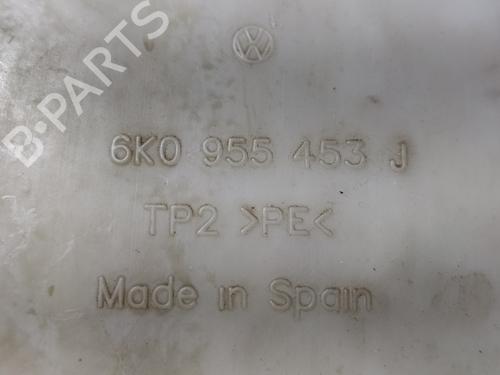 B-PARTS
6K0 955 453 J
TP2 >PE<
Made in Spain